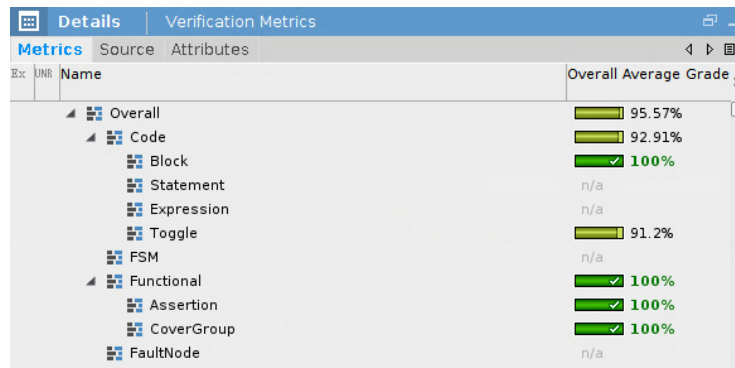 Details Verification Metrics
Metrics Source Attributes
Ex UNR Name Overall Average Grade
Overall 95.57%
Code 92.91%
Block 100%
Statement n/a
Expression n/a
Toggle 91.2%
FSM n/a
Functional 100%
Assertion 100%
CoverGroup 100%
FaultNode n/a